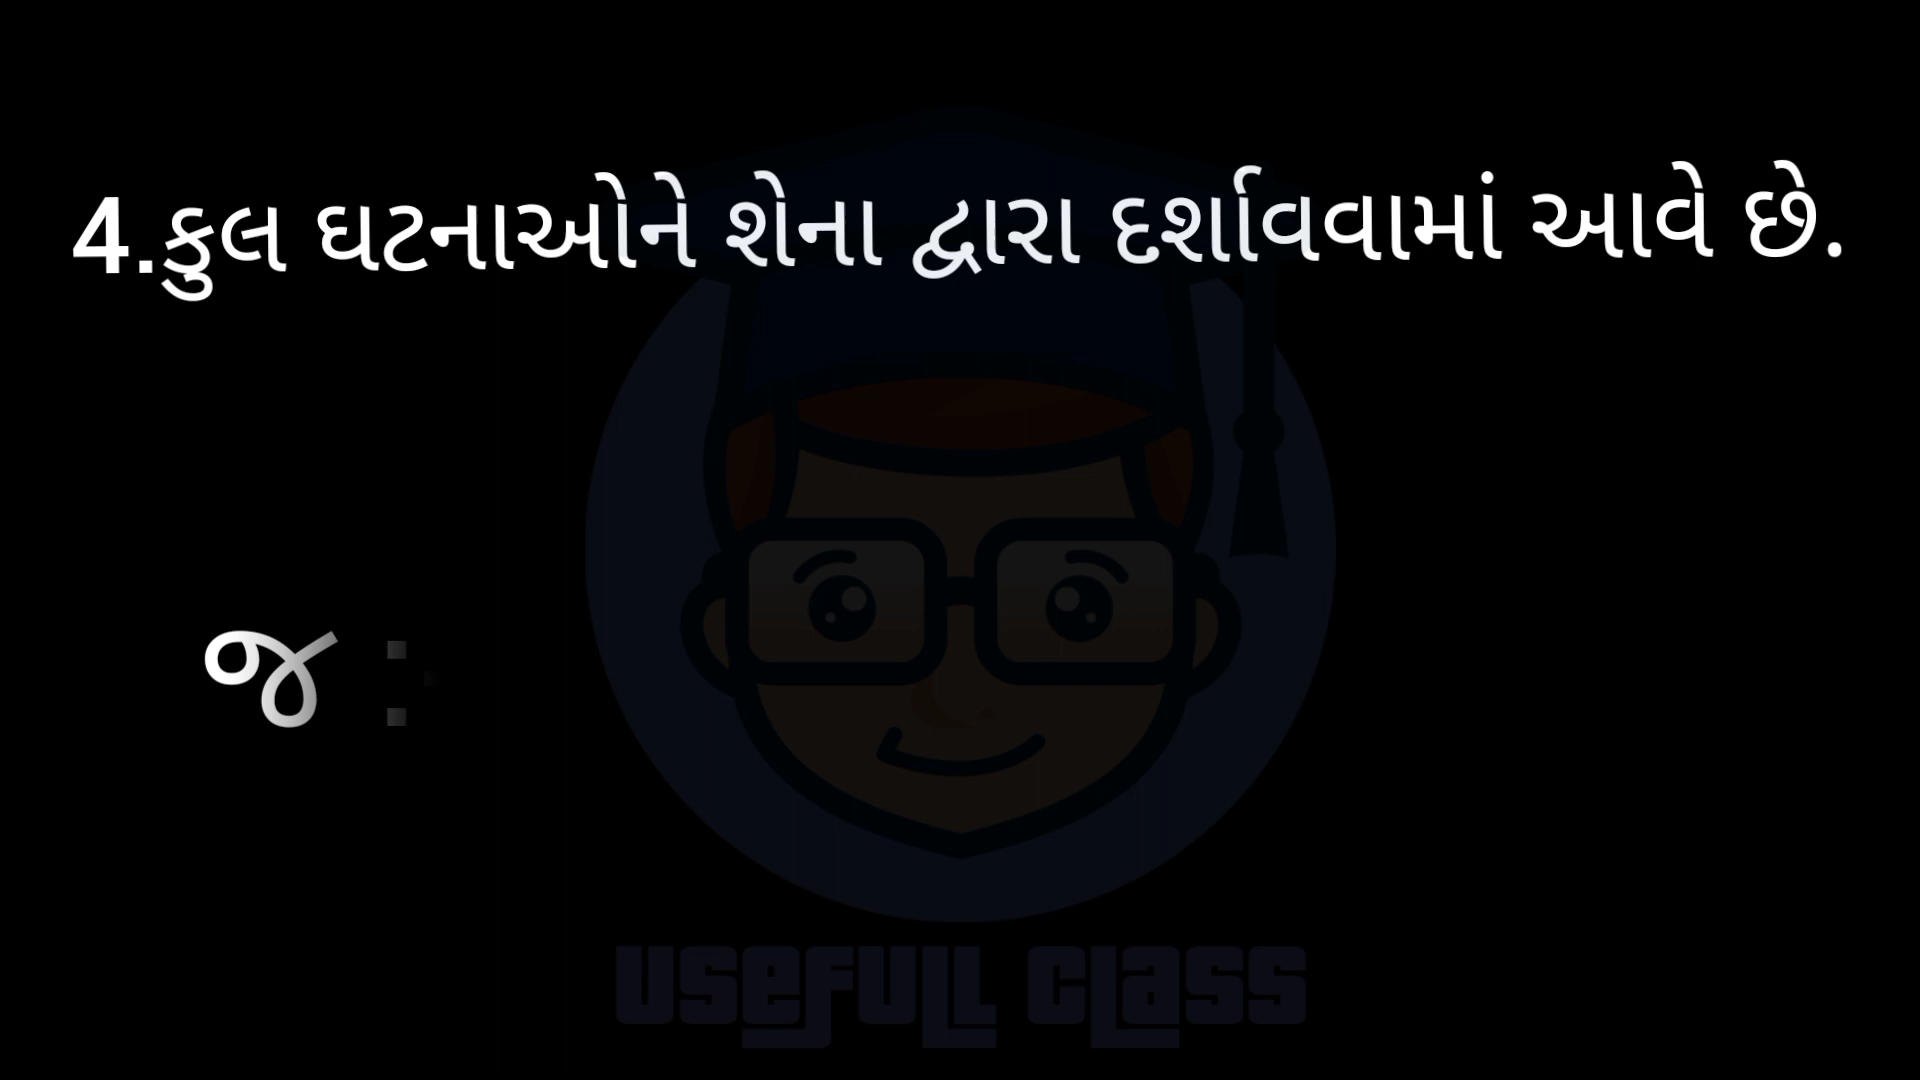 4.કુલ ઘટનાઓને શેના દ્વારા દર્શાવવામાં આવે છે.
જ :
USEFULL CLASS